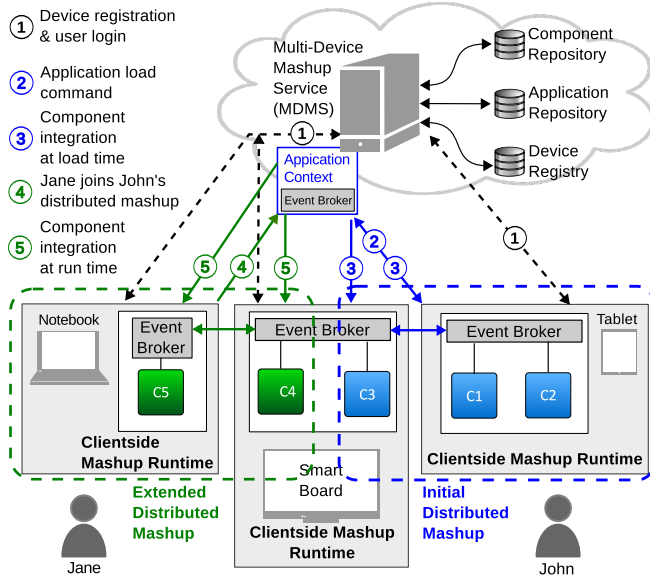 1 Device registration
& user login
2 Application load
command
3 Component
integration
at load time
4 Jane joins John's
distributed mashup
5 Component
integration
at run time
Multi-Device
Mashup
Service
(MDMS)
Component
Repository
Application
Repository
Device
Registry
1
Appication
Context
Event Broker
1
5
4
5
3
2
3
Notebook
Event
Broker
C5
Clientside
Mashup Runtime
Event Broker
C4
C3
Smart
Board
Clientside Mashup
Runtime
Event Broker
C1
C2
Tablet
Clientside Mashup Runtime
Extended
Distributed
Mashup
Initial
Distributed
Mashup
Jane
John